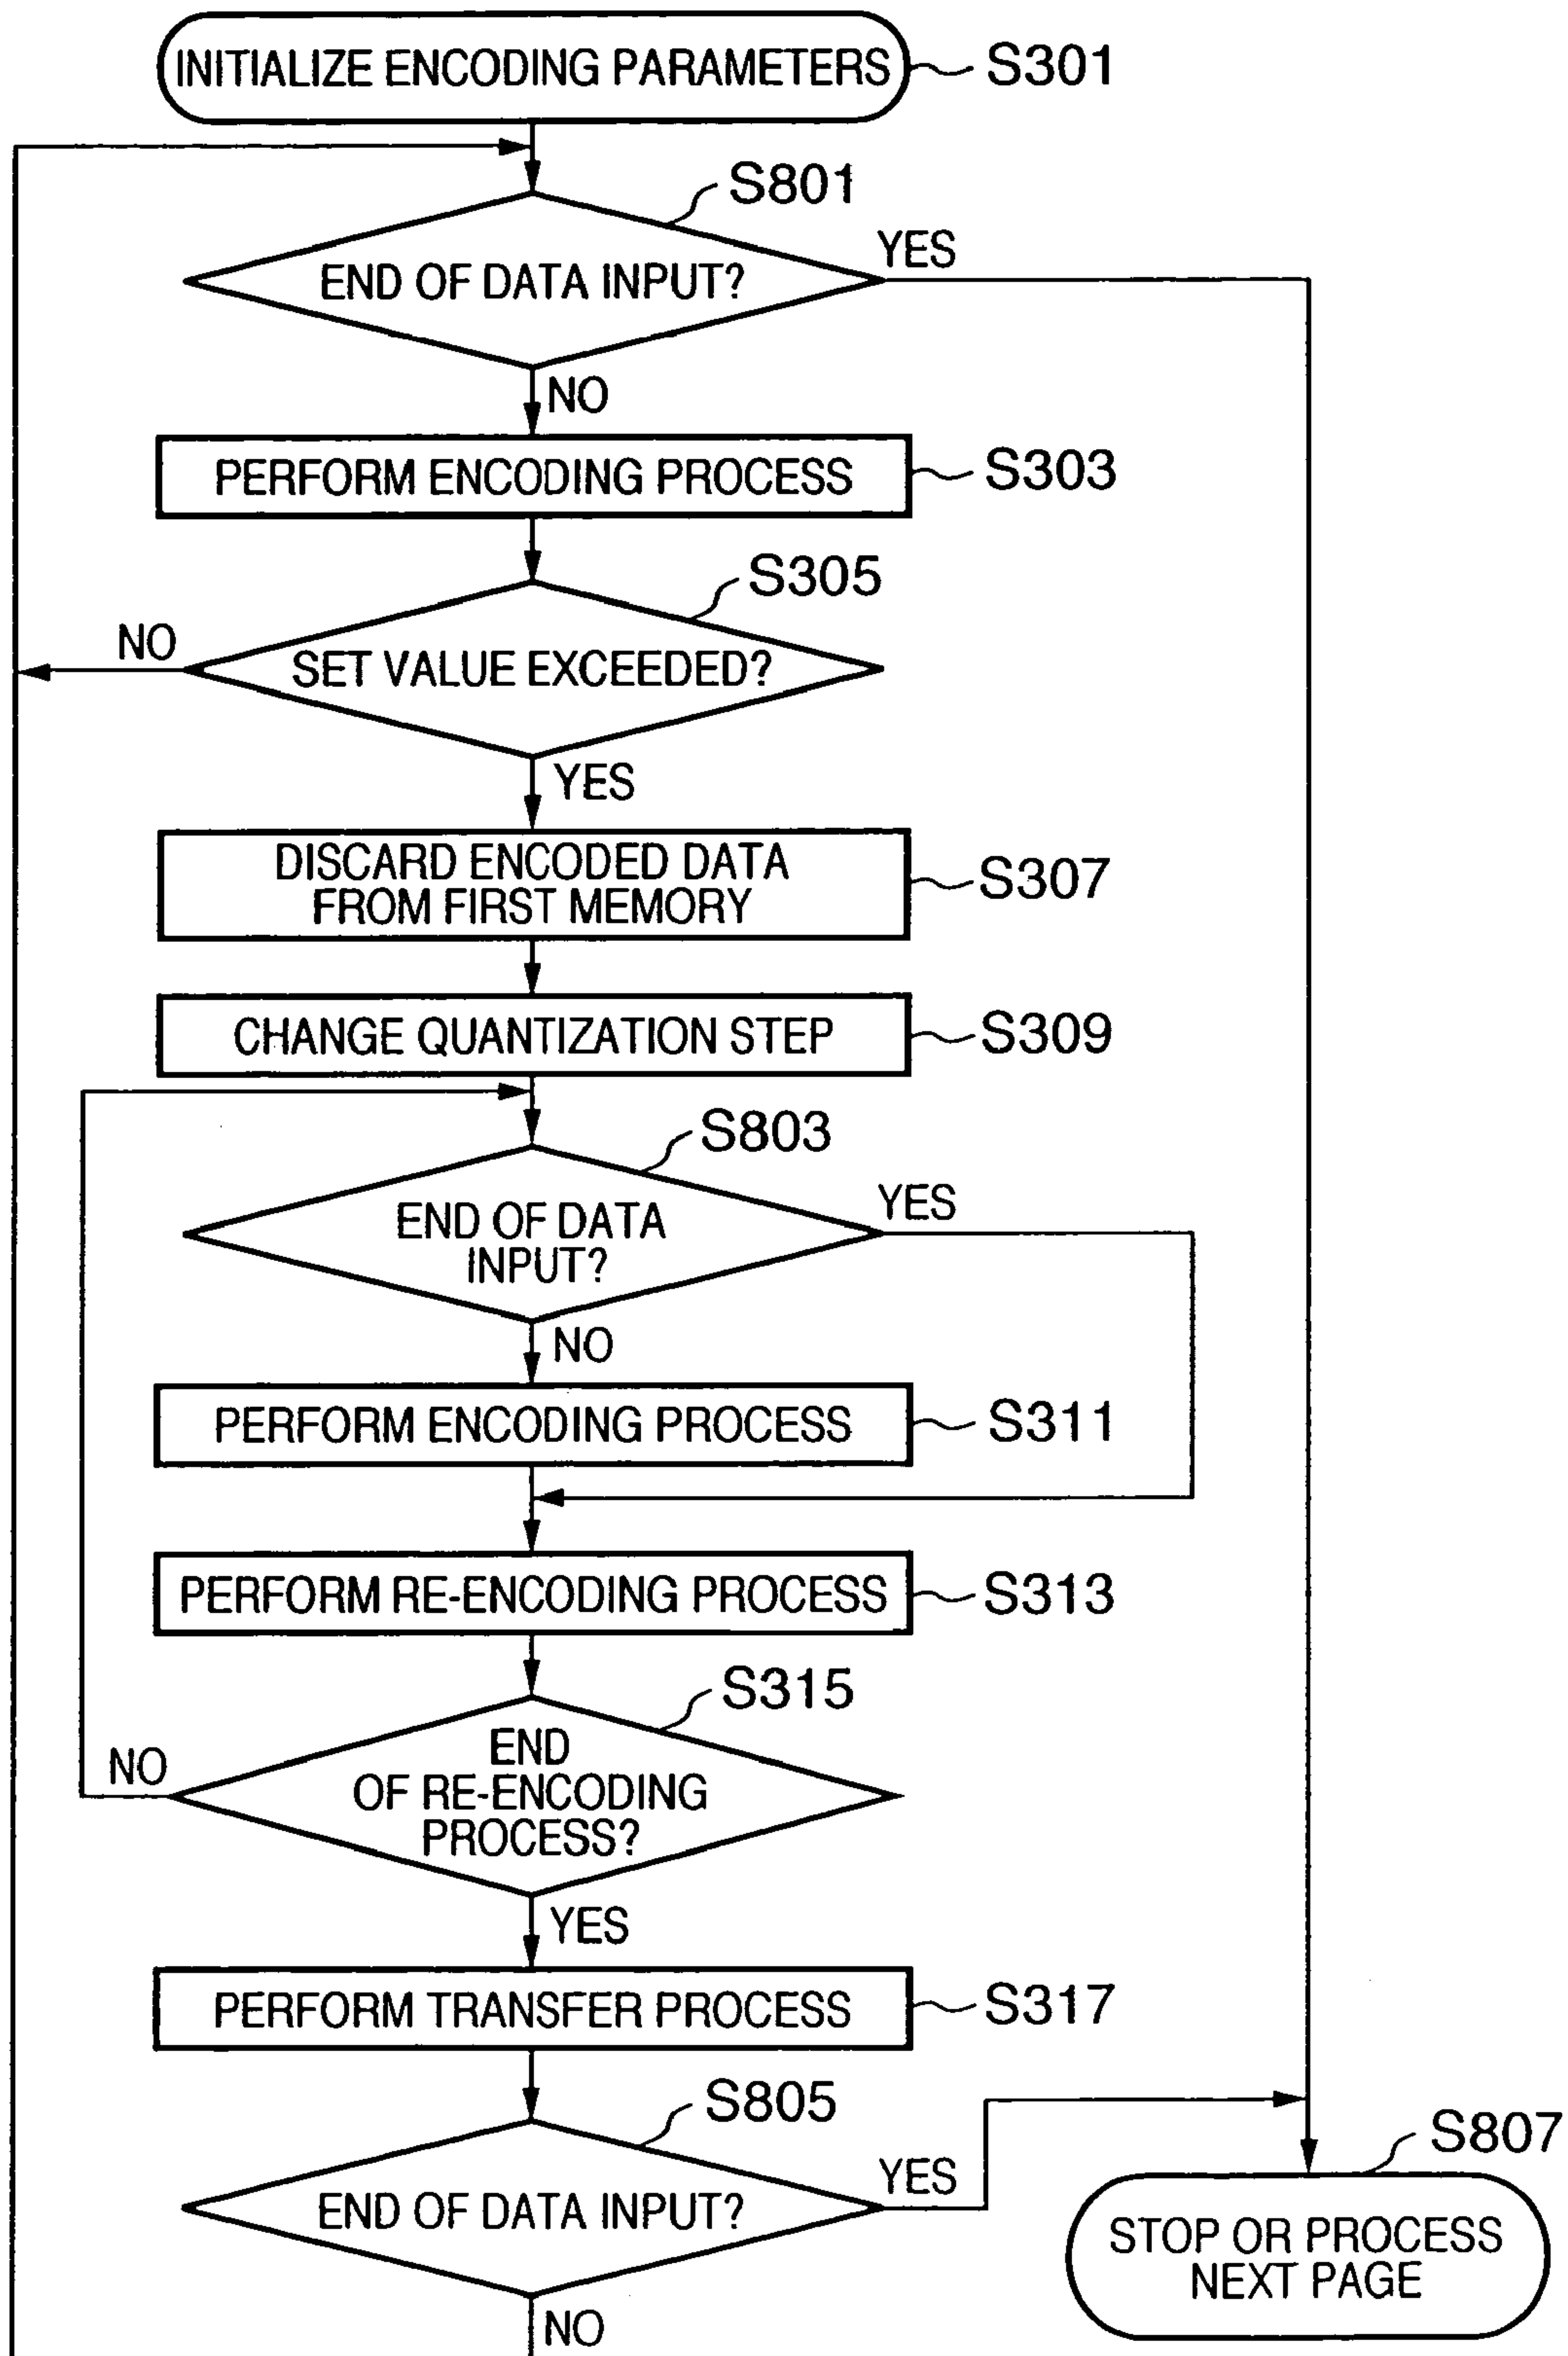 INITIALIZE ENCODING PARAMETERS
S301
S801
END OF DATA INPUT?
YES
NO
PERFORM ENCODING PROCESS
S303
S305
SET VALUE EXCEEDED?
NO
YES
DISCARD ENCODED DATA
FROM FIRST MEMORY
S307
CHANGE QUANTIZATION STEP
S309
S803
END OF DATA
INPUT?
YES
NO
PERFORM ENCODING PROCESS
S311
PERFORM RE-ENCODING PROCESS
S313
S315
END
OF RE-ENCODING
PROCESS?
NO
YES
PERFORM TRANSFER PROCESS
S317
S805
END OF DATA INPUT?
YES
NO
S807
STOP OR PROCESS
NEXT PAGE